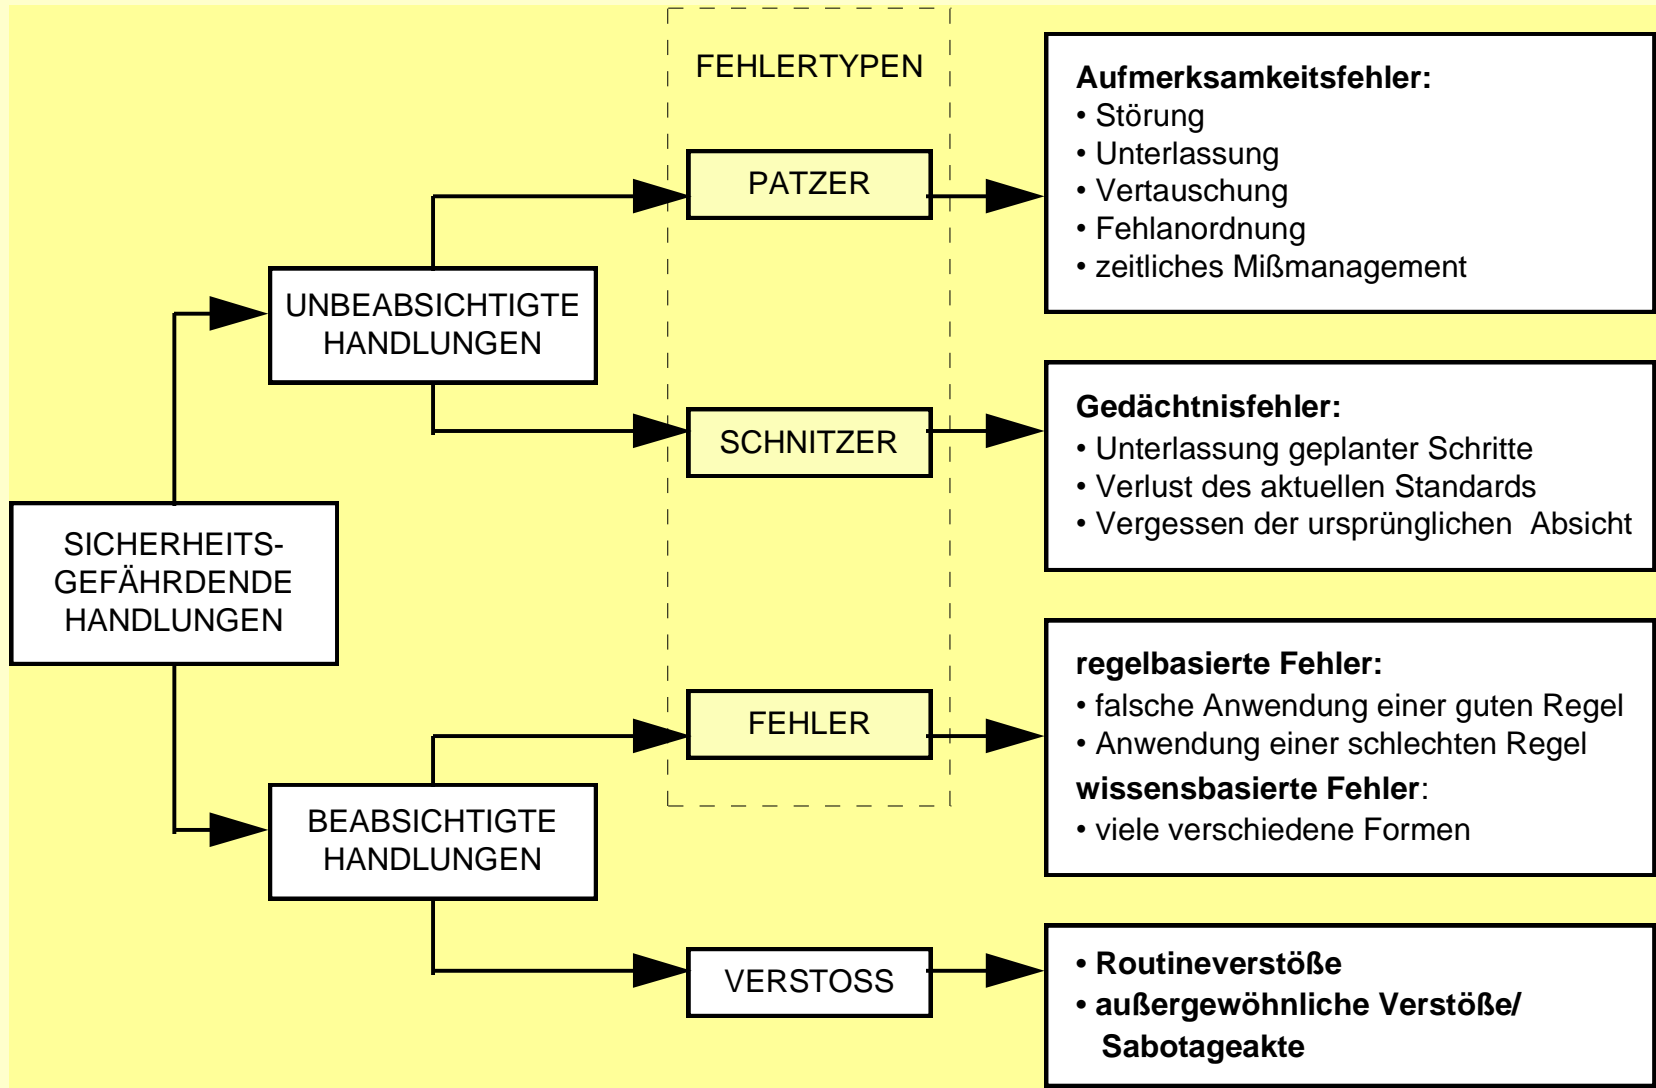 FEHLERTYPEN
PATZER
Aufmerksamkeitsfehler:
• Störung
• Unterlassung
• Vertauschung
• Fehlanordnung
• zeitliches Mißmanagement
UNBEABSICHTIGTE
HANDLUNGEN
SCHNITZER
Gedächtnisfehler:
• Unterlassung geplanter Schritte
• Verlust des aktuellen Standards
• Vergessen der ursprünglichen Absicht
SICHERHEITS-
GEFÄHRDENDE
HANDLUNGEN
FEHLER
regelbasierte Fehler:
• falsche Anwendung einer guten Regel
• Anwendung einer schlechten Regel
wissensbasierte Fehler:
• viele verschiedene Formen
BEABSICHTIGTE
HANDLUNGEN
VERSTOSS
• Routineverstöße
• außergewöhnliche Verstöße/
Sabotageakte